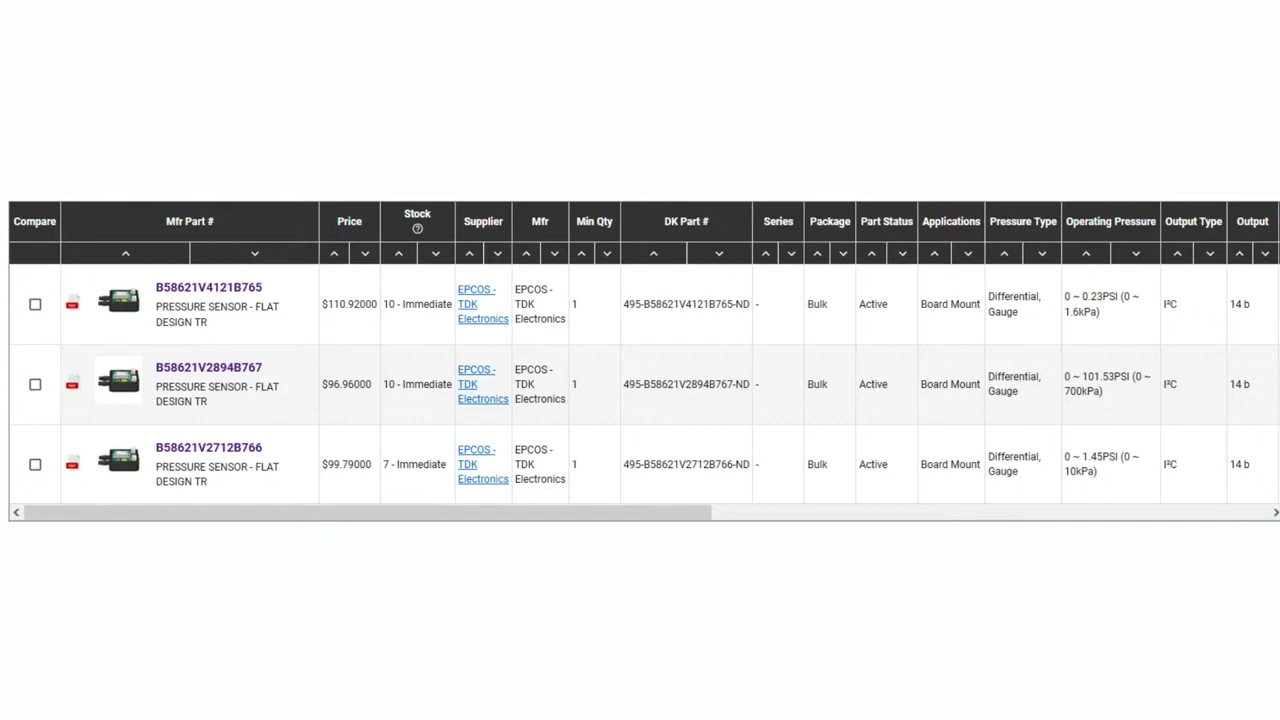 Compare Mfr Part # Price Stock Supplier Mfr Min Qty DK Part # Series Package Part Status Applications Pressure Type Operating Pressure Output Type Output
B58621V4121B765
PRESSURE SENSOR - FLAT
DESIGN TR
$110.92000
10 - Immediate
EPCOS -
TDK
Electronics
EPCOS -
TDK
Electronics
1
495-B58621V4121B765-ND
-
Bulk
Active
Board Mount
Differential,
Gauge
0 ~ 0.23PSI (0 ~
1.6kPa)
I²C
14 b
B58621V2894B767
PRESSURE SENSOR - FLAT
DESIGN TR
$96.96000
10 - Immediate
EPCOS -
TDK
Electronics
EPCOS -
TDK
Electronics
1
495-B58621V2894B767-ND
-
Bulk
Active
Board Mount
Differential,
Gauge
0 ~ 101.53PSI (0 ~
700kPa)
I²C
14 b
B58621V2712B766
PRESSURE SENSOR - FLAT
DESIGN TR
$99.79000
7 - Immediate
EPCOS -
TDK
Electronics
EPCOS -
TDK
Electronics
1
495-B58621V2712B766-ND
-
Bulk
Active
Board Mount
Differential,
Gauge
0 ~ 1.45PSI (0 ~
10kPa)
I²C
14 b